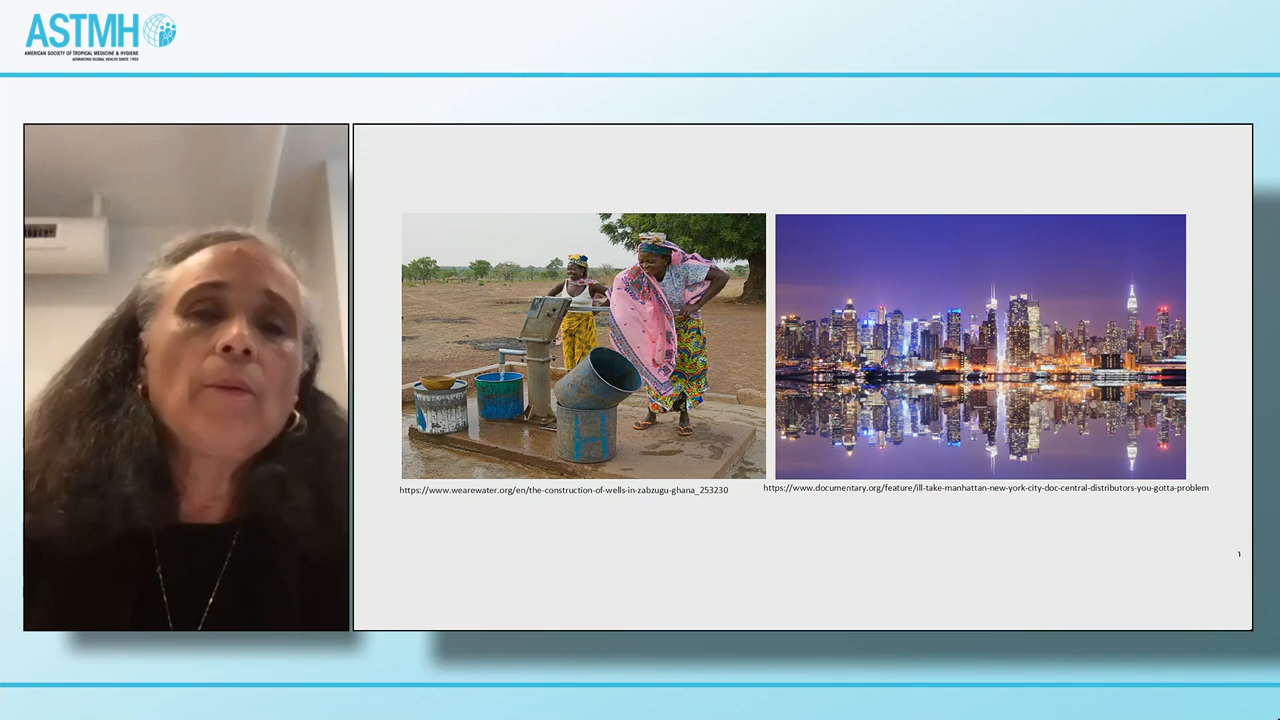 ASTMH
AMERICAN SOCIETY OF TROPICAL MEDICINE & HYGIENE
ADVANCING GLOBAL HEALTH SINCE 1903
https://www.wearewater.org/en/the-construction-of-wells-in-zabzugu-ghana_253230
https://www.documentary.org/feature/ill-take-manhattan-new-york-city-doc-central-distributors-you-gotta-problem
1